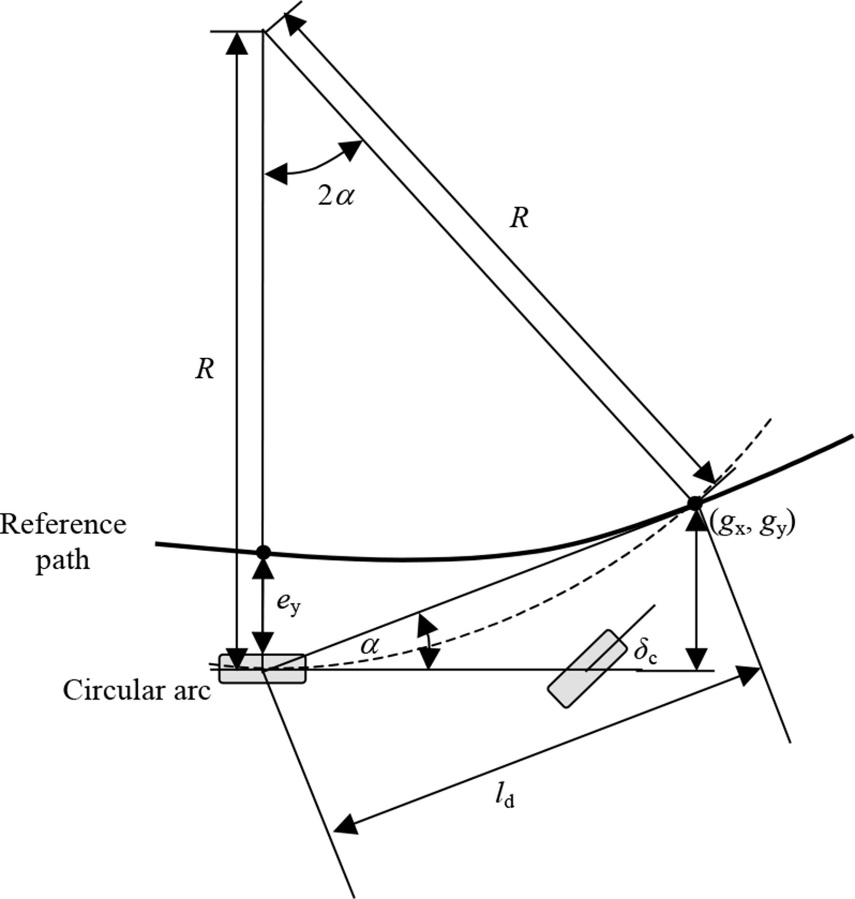 2α
R
R
Reference
path
(gx, gy)
ey
α
δc
Circular arc
ld